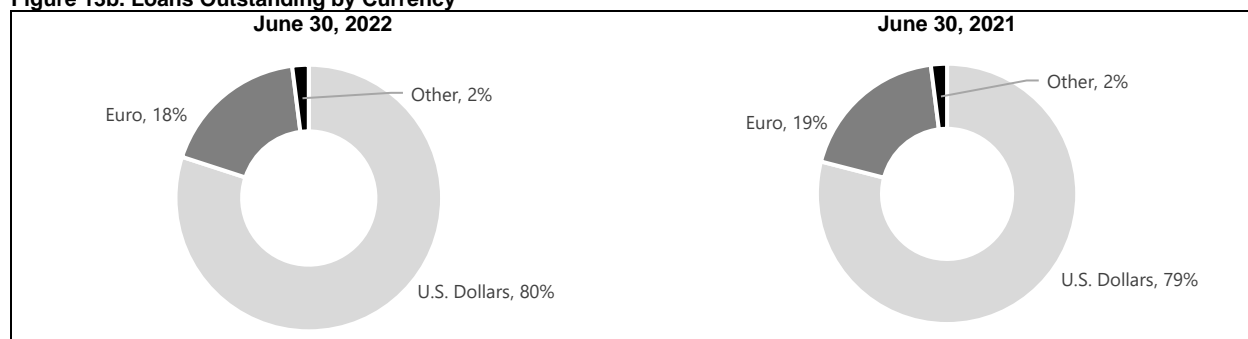 Figure 13b: Loans Outstanding by Currency
June 30, 2022
Other, 2%
Euro, 18%
U.S. Dollars, 80%
June 30, 2021
Other, 2%
Euro, 19%
U.S. Dollars, 79%